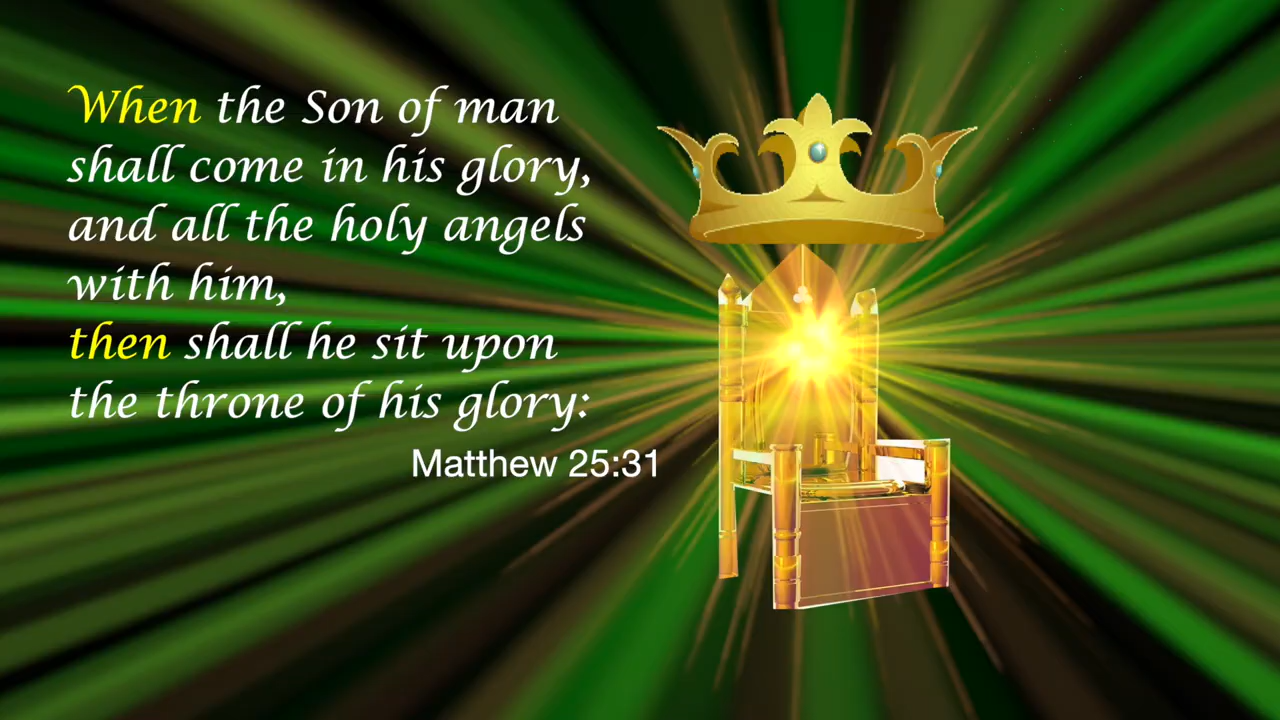 When the Son of man
shall come in his glory,
and all the holy angels
with him,
then shall he sit upon
the throne of his glory:
Matthew 25:31